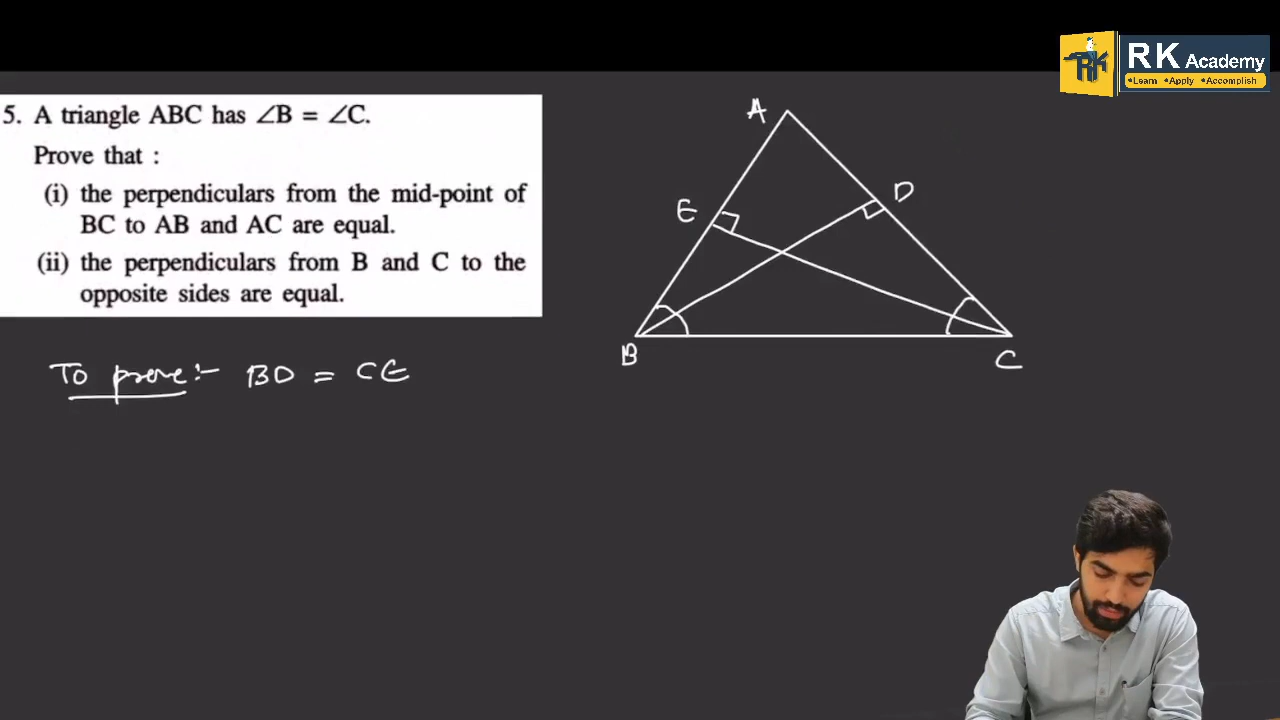 RK Academy
•Learn •Apply •Accomplish
5. A triangle ABC has ∠B = ∠C.
Prove that :
(i) the perpendiculars from the mid-point of
BC to AB and AC are equal.
(ii) the perpendiculars from B and C to the
opposite sides are equal.
To prove:- BD = CE
A
E
D
B
C